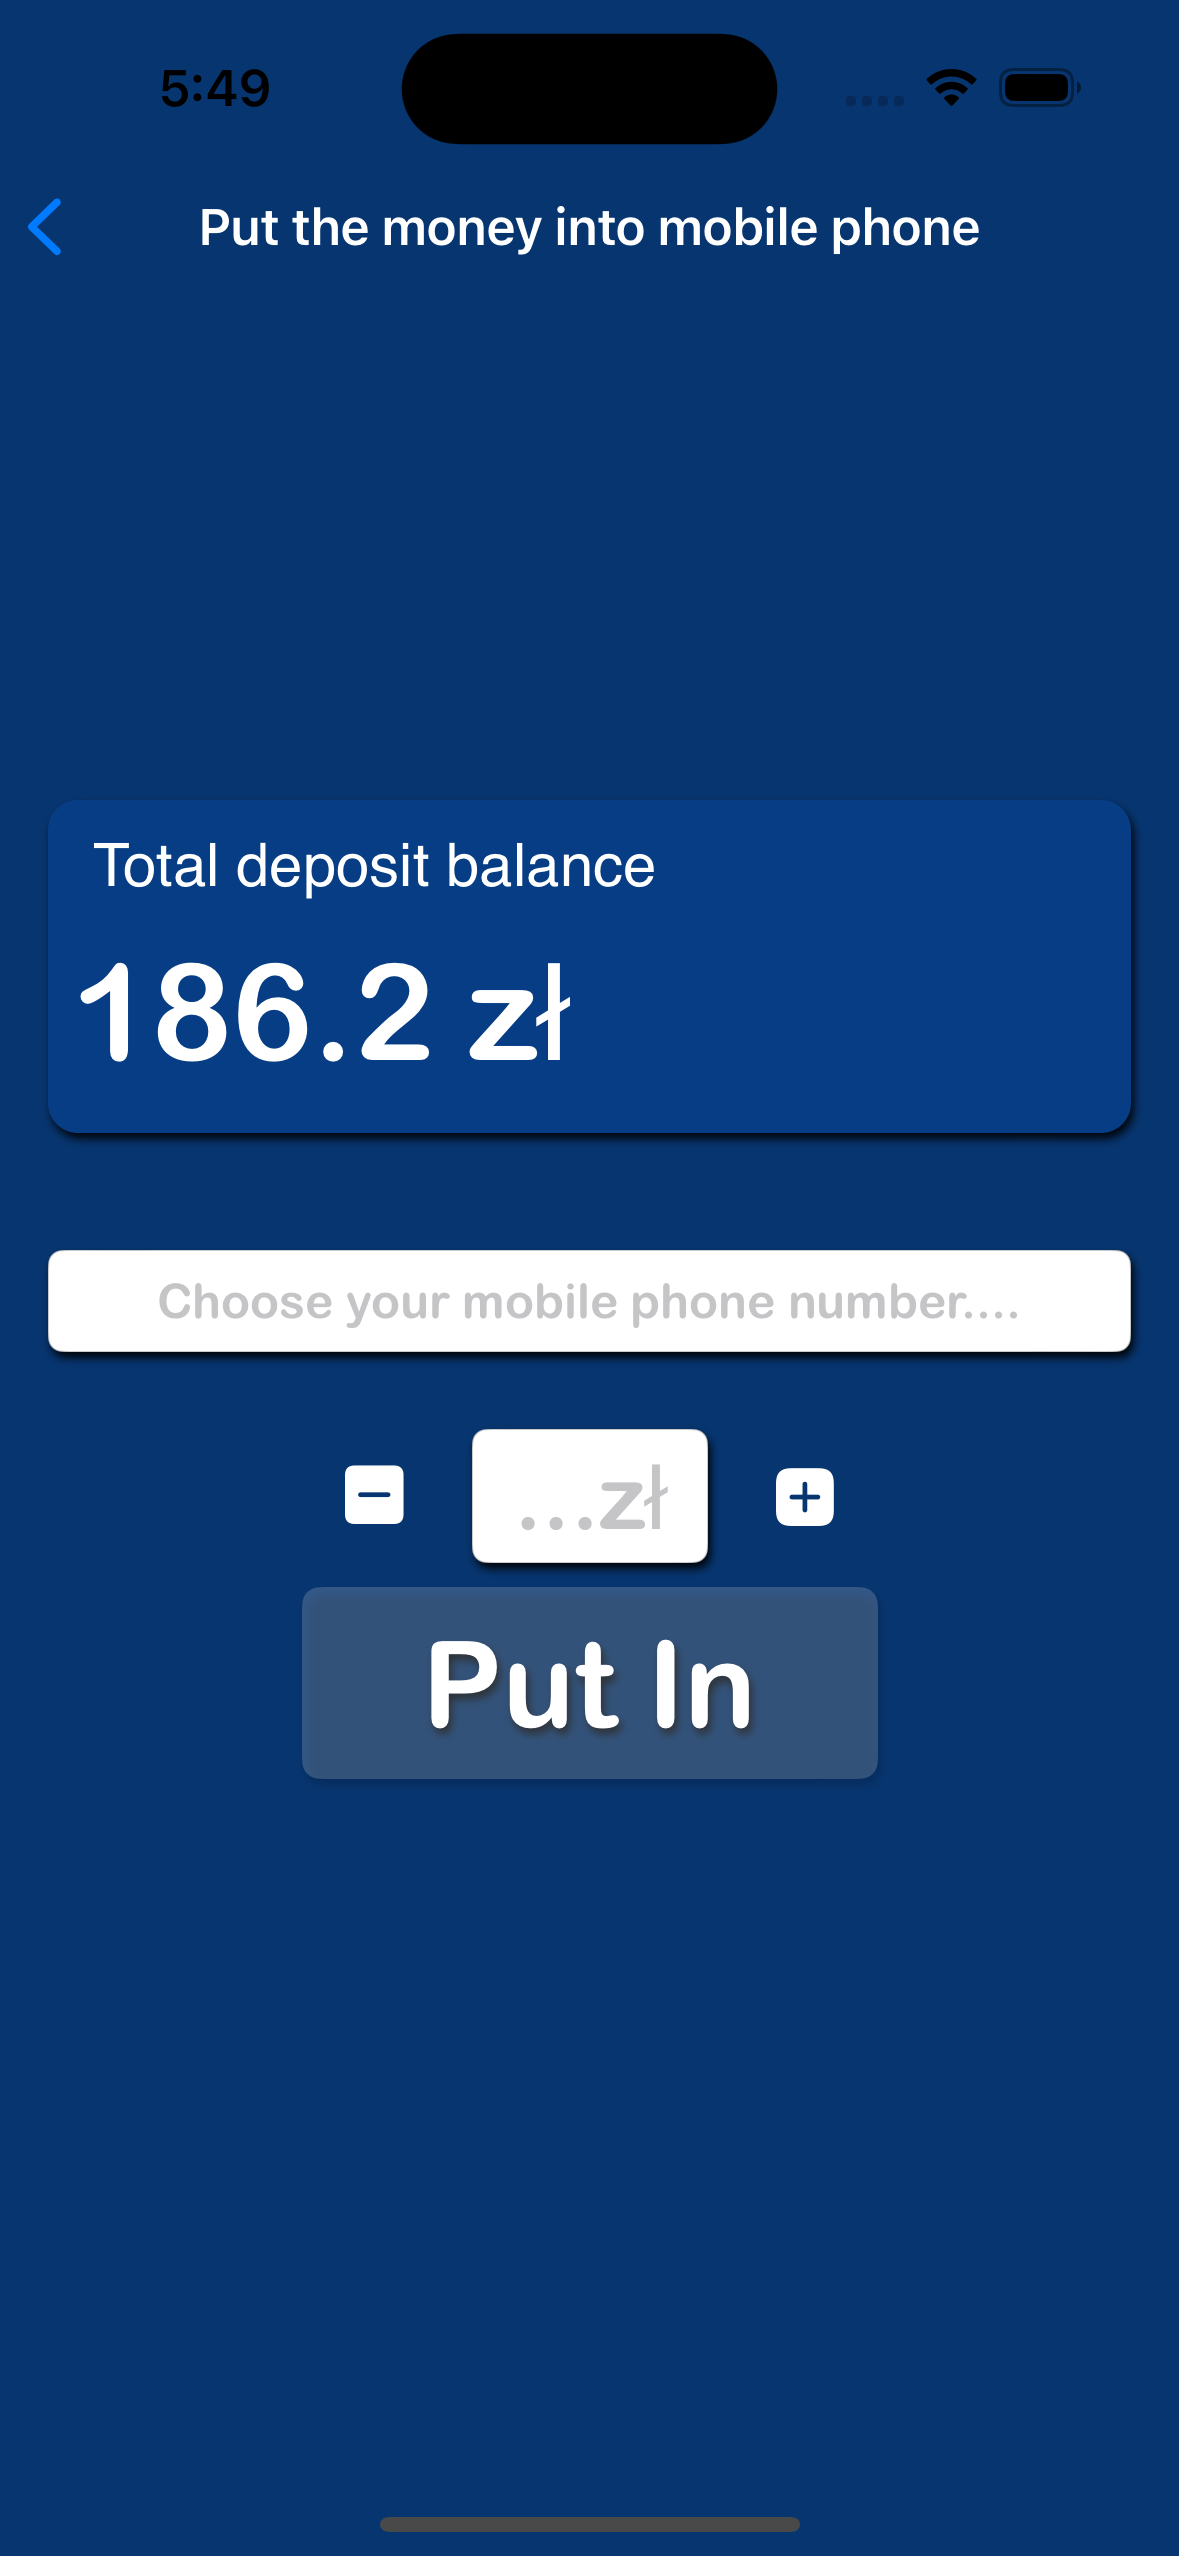 5:49
Put the money into mobile phone
Total deposit balance
186.2 zł
Choose your mobile phone number....
...zł
Put In